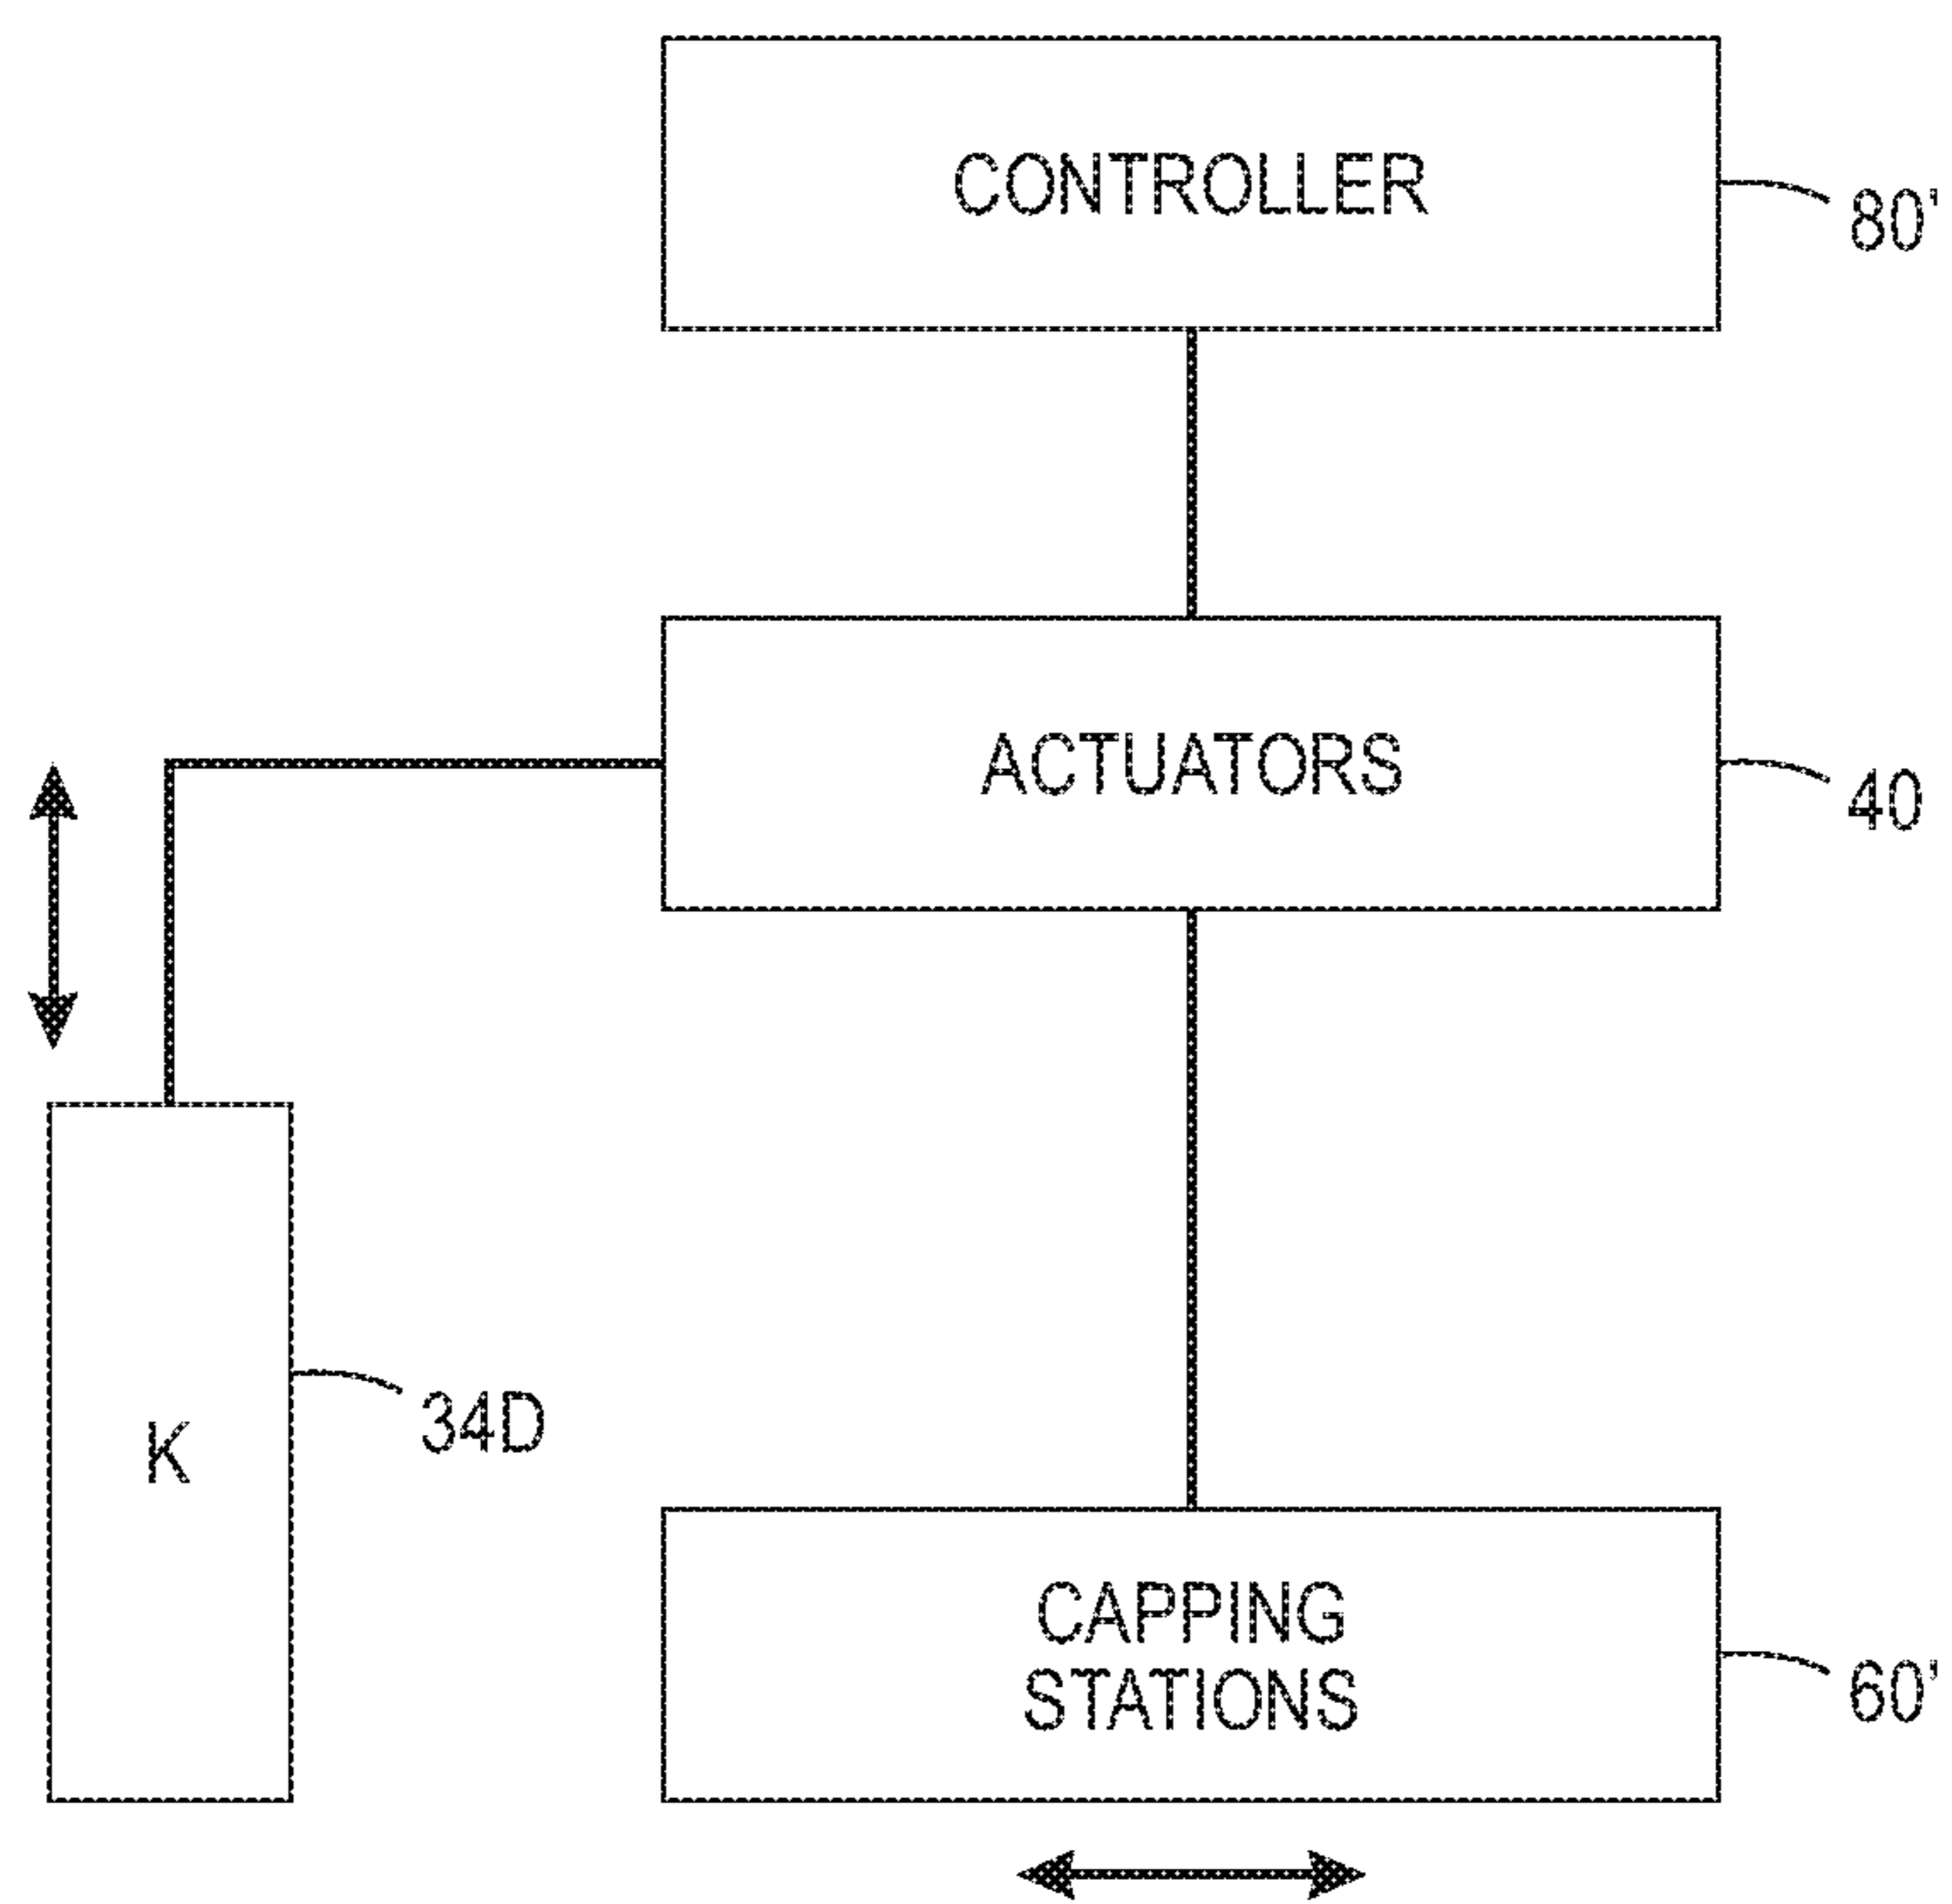 CONTROLLER
80'
ACTUATORS
40
K
34D
CAPPING
STATIONS
60'